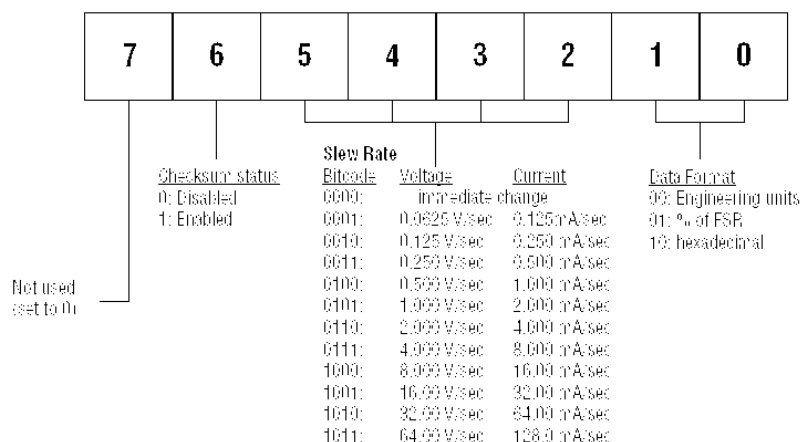 7 6 5 4 3 2 1 0
Checksum status
0: Disabled
1: Enabled
Slew Rate
Bitcode Voltage Current
0000: immediate change
0001: 0.0625 V/sec 0.125mA/sec
0010: 0.125 V/sec 0.250 mA/sec
0011: 0.250 V/sec 0.500 mA/sec
0100: 0.500 V/sec 1.000 mA/sec
0101: 1.000 V/sec 2.000 mA/sec
0110: 2.000 V/sec 4.000 mA/sec
0111: 4.000 V/sec 8.000 mA/sec
1000: 8.000 V/sec 16.00 mA/sec
1001: 16.00 V/sec 32.00 mA/sec
1010: 32.00 V/sec 64.00 mA/sec
1011: 64.00 V/sec 128.0 mA/sec
Data Format
00: Engineering units
01: % of FSR
10: hexadecimal
Not used
(set to 0)